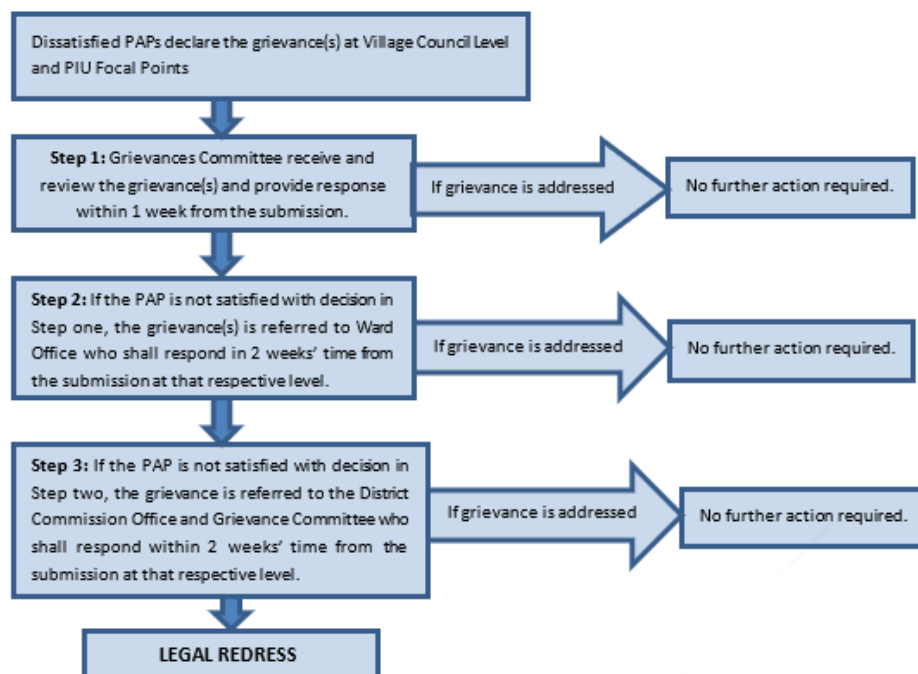 Dissatisfied PAPs declare the grievance(s) at Village Council Level
and PIU Focal Points
Step 1: Grievances Committee receive and
review the grievance(s) and provide response
within 1 week from the submission.
If grievance is addressed
No further action required.
Step 2: If the PAP is not satisfied with decision in
Step one, the grievance(s) is referred to Ward
Office who shall respond in 2 weeks’ time from
the submission at that respective level.
If grievance is addressed
No further action required.
Step 3: If the PAP is not satisfied with decision in
Step two, the grievance is referred to the District
Commission Office and Grievance Committee who
shall respond within 2 weeks’ time from the
submission at that respective level.
If grievance is addressed
No further action required.
LEGAL REDRESS